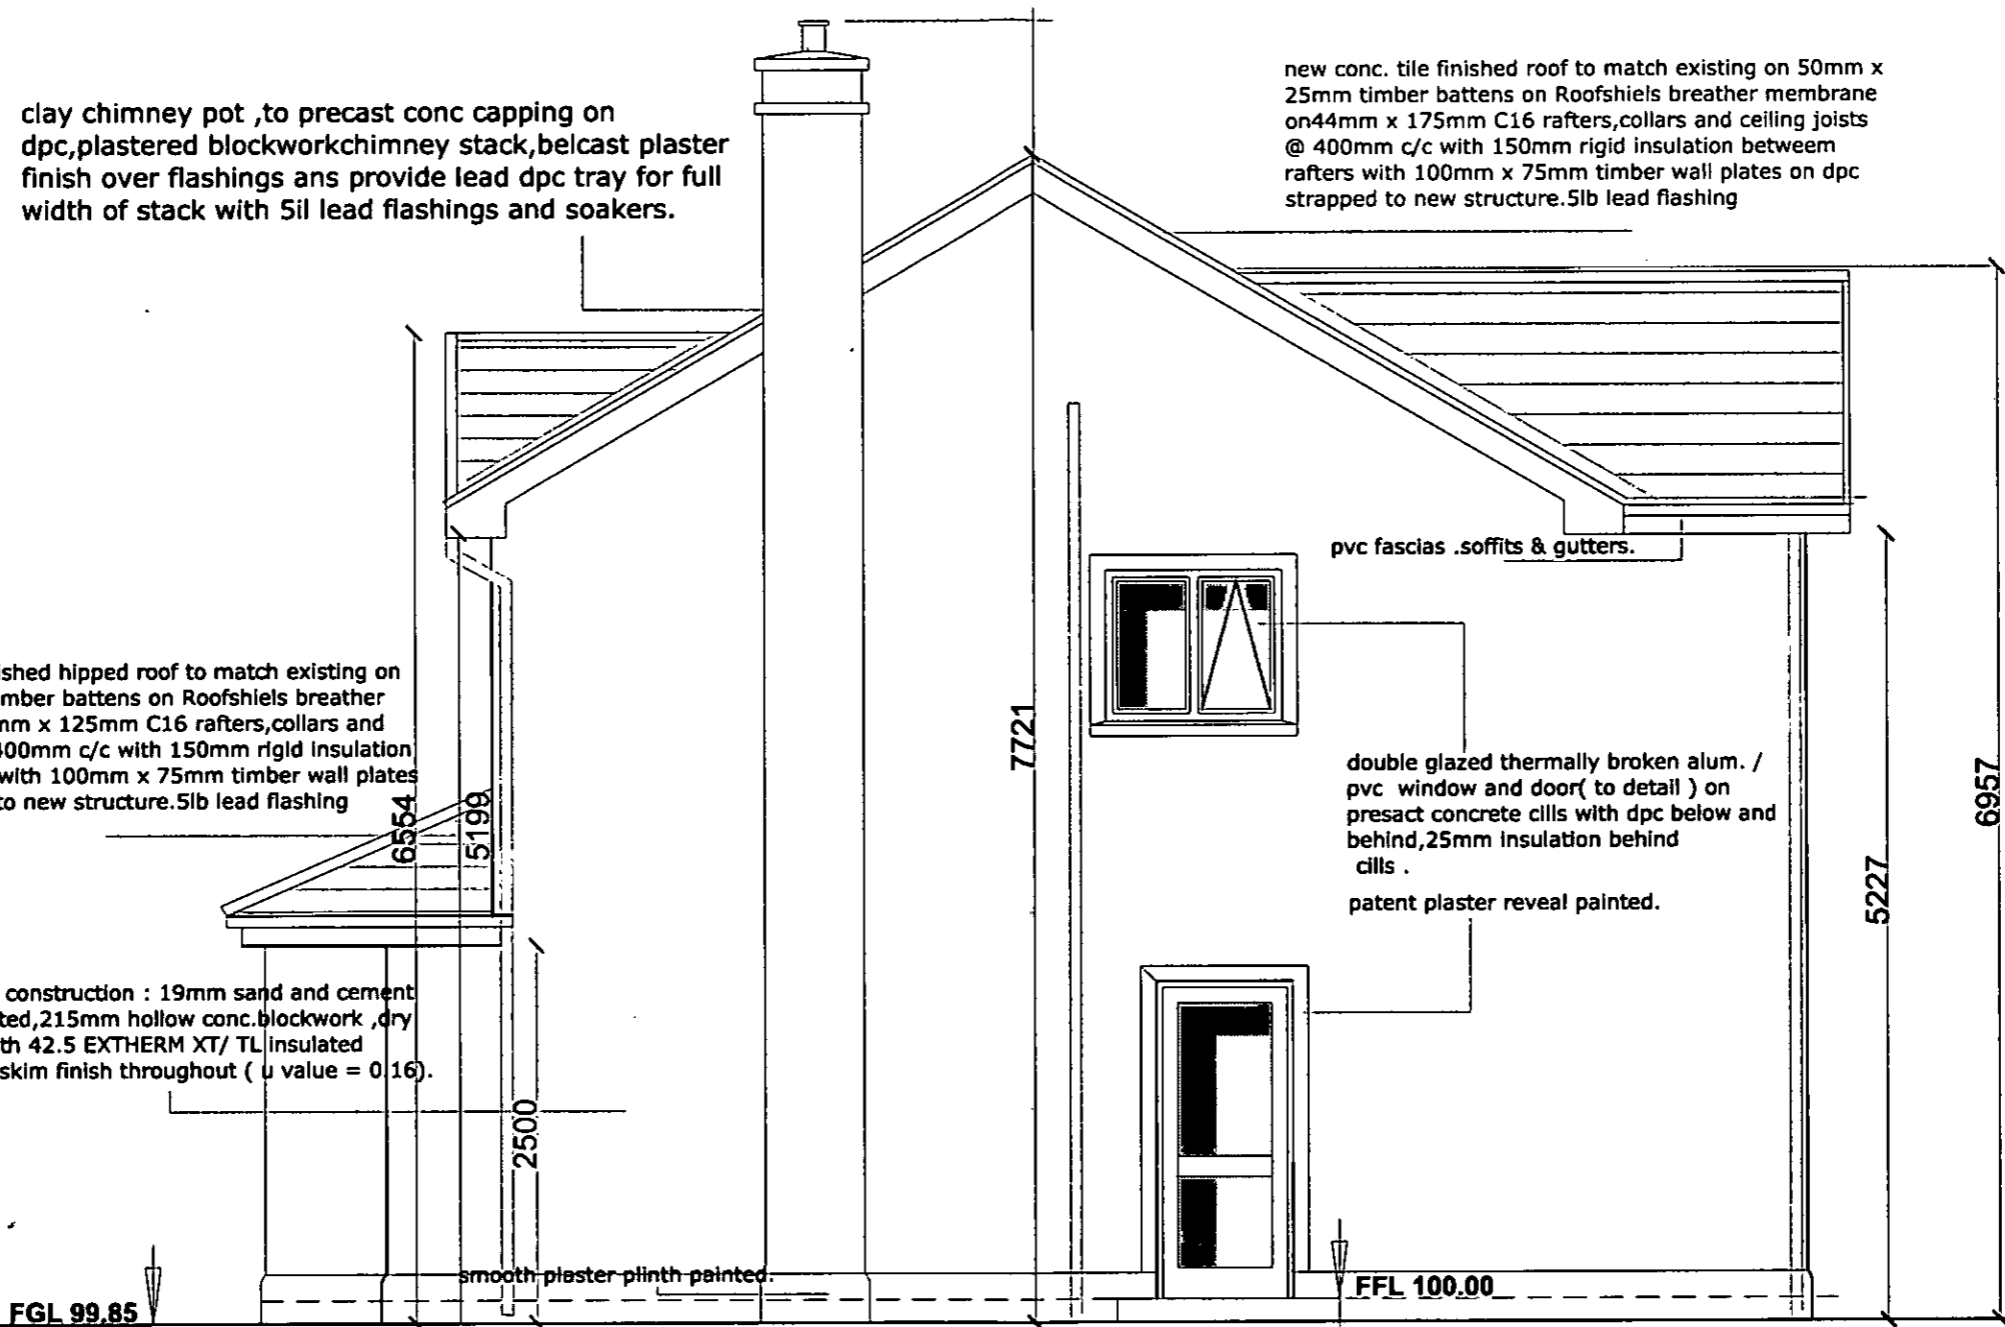 clay chimney pot ,to precast conc capping on
dpc,plastered blockworkchimney stack,belcast plaster
finish over flashings ans provide lead dpc tray for full
width of stack with 5il lead flashings and soakers.
new conc. tile finished roof to match existing on 50mm x
25mm timber battens on Roofshiels breather membrane
on44mm x 175mm C16 rafters,collars and ceiling joists
@ 400mm c/c with 150mm rigid insulation betweem
rafters with 100mm x 75mm timber wall plates on dpc
strapped to new structure.5lb lead flashing
pvc fascias .soffits & gutters.
ished hipped roof to match existing on
mber battens on Roofshiels breather
mm x 125mm C16 rafters,collars and
400mm c/c with 150mm rigid insulation
with 100mm x 75mm timber wall plates
to new structure.5lb lead flashing
6554
5199
7721
double glazed thermally broken alum. /
pvc window and door( to detail ) on
presact concrete cills with dpc below and
behind,25mm insulation behind
cills .
patent plaster reveal painted.
5227
6957
construction : 19mm sand and cement
ted,215mm hollow conc.blockwork ,dry
th 42.5 EXTHERM XT/ TL insulated
skim finish throughout ( u value = 0.16).
2500
smooth plaster plinth painted.
FFL 100.00
FGL 99.85